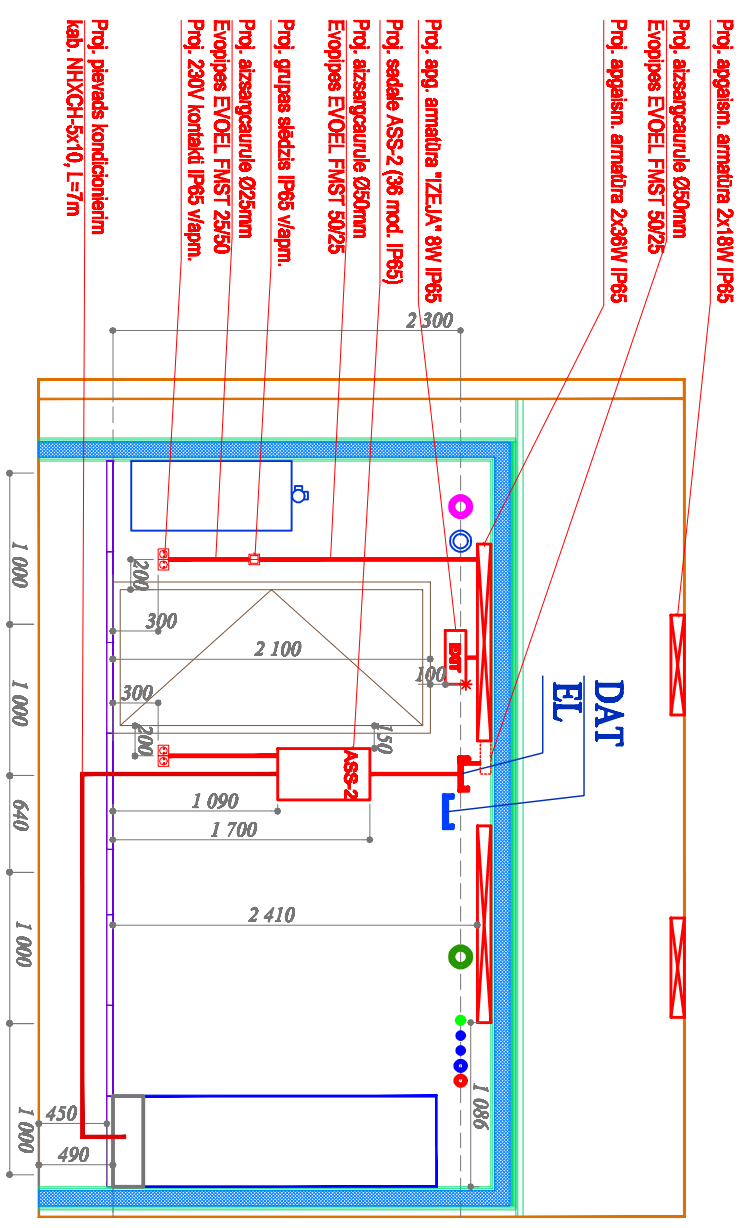 Proj. apgaism. armatūra 2x18W IP65
Proj. aizsargcaurule Ø50mm
Evopipes EVOEL FMST 50/25
Proj. apgaism. armatūra 2x36W IP65
Proj. apg. armatūra "IZEJA" 8W IP65
Proj. sadale ASS-2 (36 mod. IP65)
Proj. aizsargcaurule Ø50mm
Evopipes EVOEL FMST 50/25
Proj. grupas slēdzis IP65 v/apm.
Proj. aizsargcaurule Ø25mm
Evopipes EVOEL FMST 25/50
Proj. 230V kontakti IP65 v/apm.
Proj. pievads kondicionierim
kab. NHXCH-5x10, L=7m
2 300
200
300
2 100
100
EXIT
DAT
EL
300
200
150
ASS-2
1 090
1 700
2 410
1 086
450
490
1 000
1 000
640
1 000
1 000